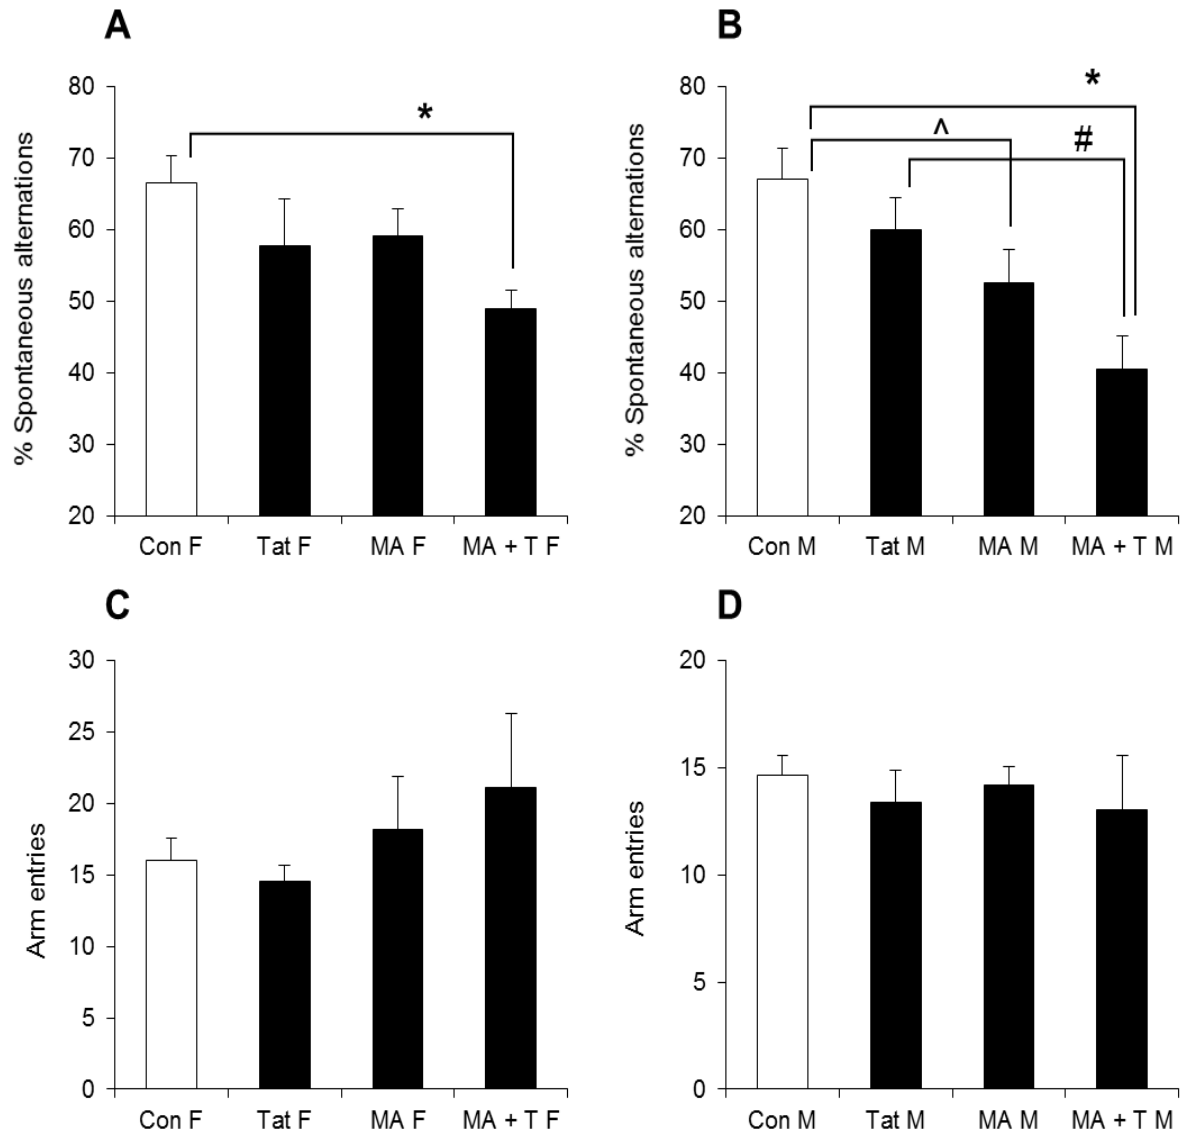 A
% Spontaneous alternations
80
70
60
50
40
30
20
*
Con F Tat F MA F MA + T F
B
% Spontaneous alternations
80
70
60
50
40
30
20
*
^
#
Con M Tat M MA M MA + T M
C
Arm entries
30
25
20
15
10
5
0
Con F Tat F MA F MA + T F
D
Arm entries
20
15
10
5
0
Con M Tat M MA M MA + T M